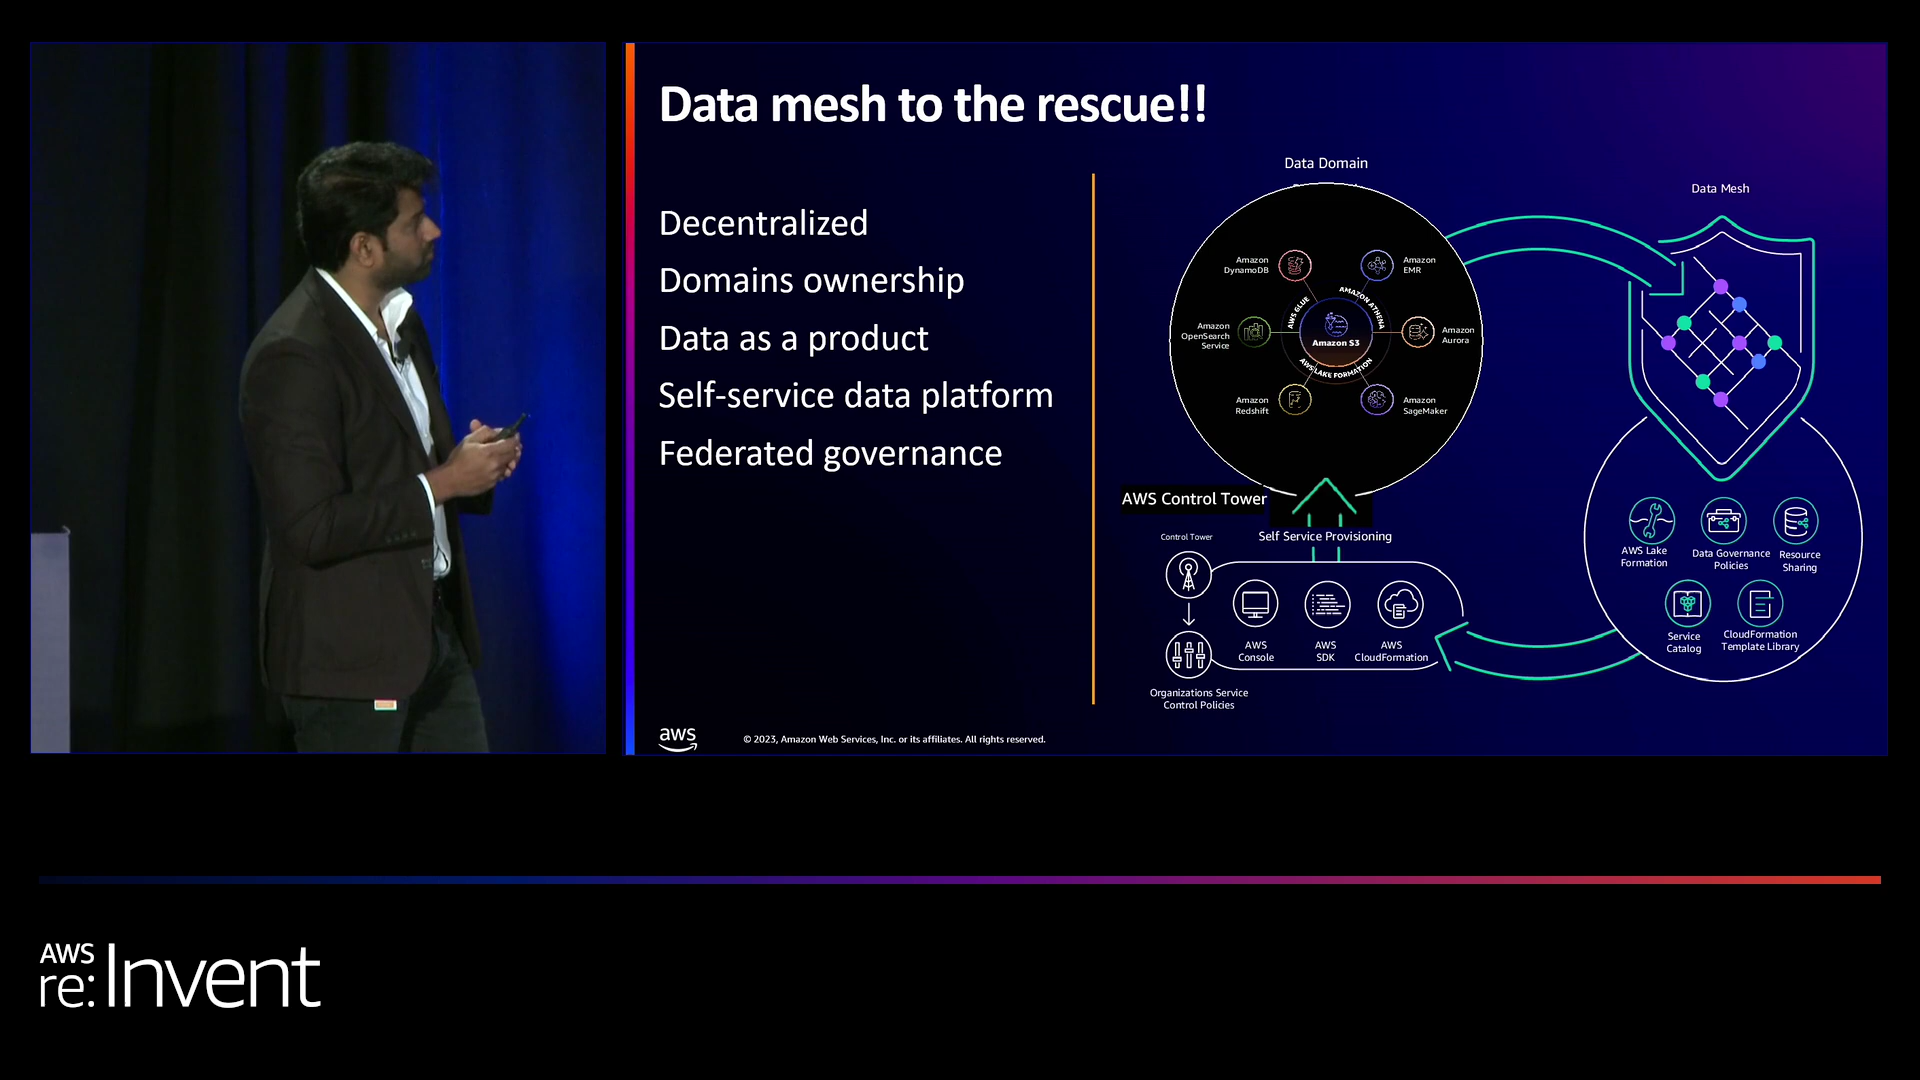 Data mesh to the rescue!!
Decentralized
Domains ownership
Data as a product
Self-service data platform
Federated governance
Data Domain
Amazon
DynamoDB
Amazon
EMR
AWS GLUE
AMAZON ATHENA
Amazon
OpenSearch
Service
Amazon S3
Amazon
Aurora
AWS LAKE FORMATION
Amazon
Redshift
Amazon
SageMaker
Data Mesh
AWS Control Tower
Self Service Provisioning
Control Tower
AWS
Console
AWS
SDK
AWS
CloudFormation
Organizations Service
Control Policies
AWS Lake
Formation
Data Governance
Policies
Resource
Sharing
Service
Catalog
CloudFormation
Template Library
aws
© 2023, Amazon Web Services, Inc. or its affiliates. All rights reserved.
AWS
re:Invent